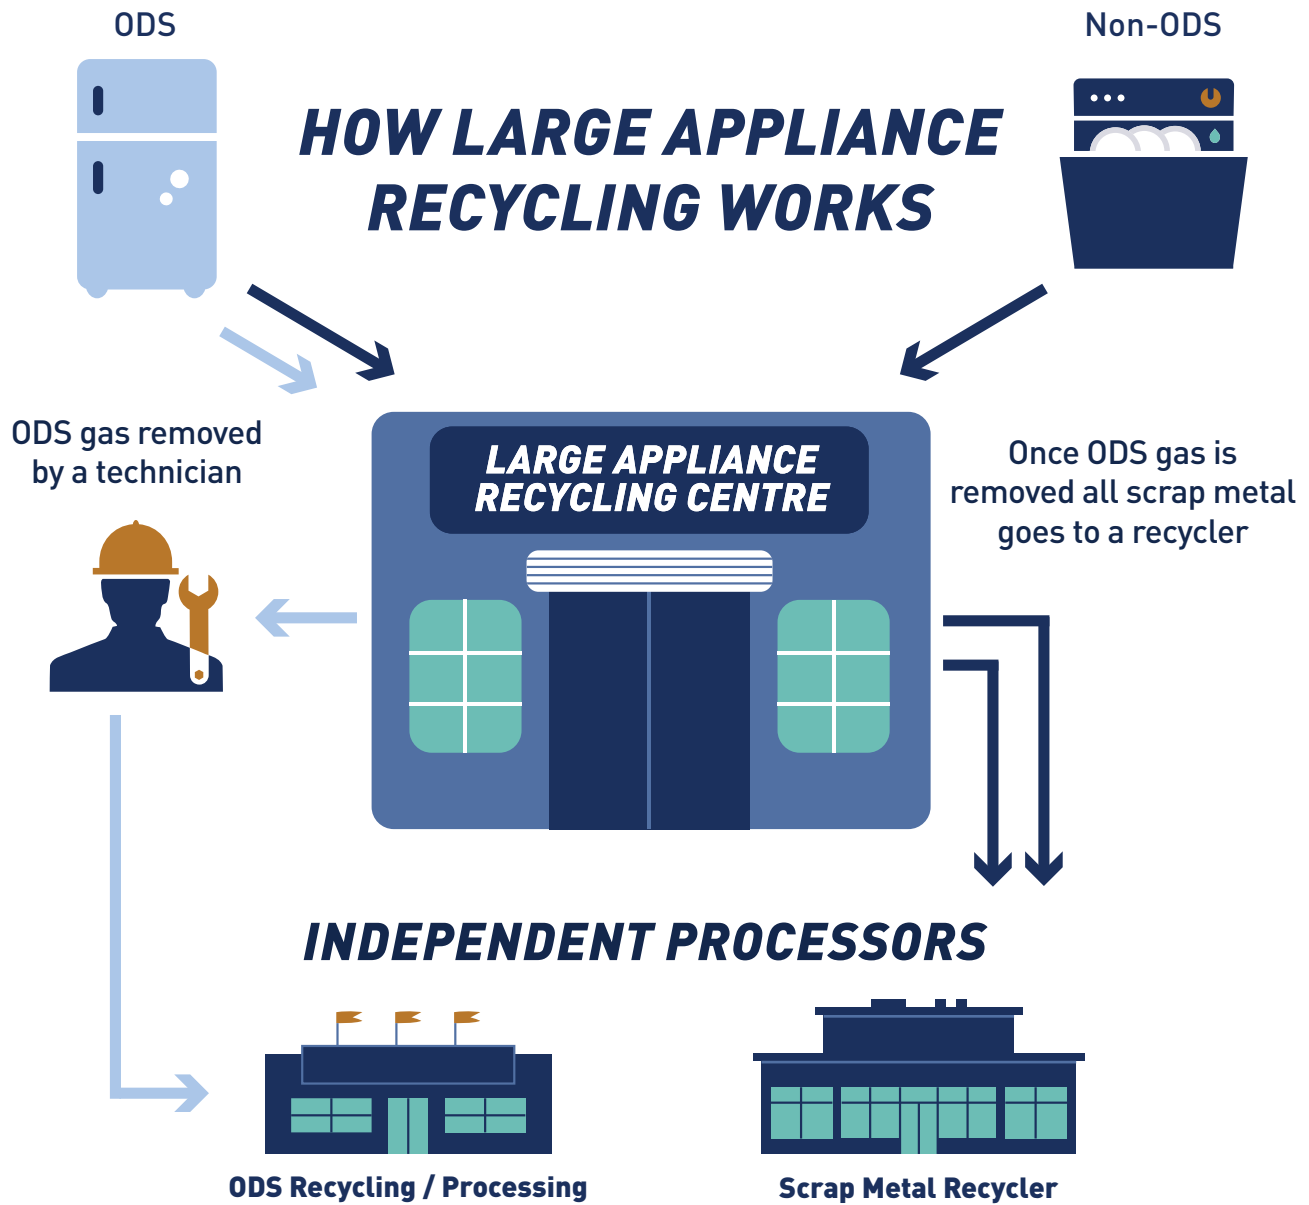 ODS
Non-ODS
HOW LARGE APPLIANCE
RECYCLING WORKS
ODS gas removed
by a technician
LARGE APPLIANCE
RECYCLING CENTRE
Once ODS gas is
removed all scrap metal
goes to a recycler
INDEPENDENT PROCESSORS
ODS Recycling / Processing
Scrap Metal Recycler